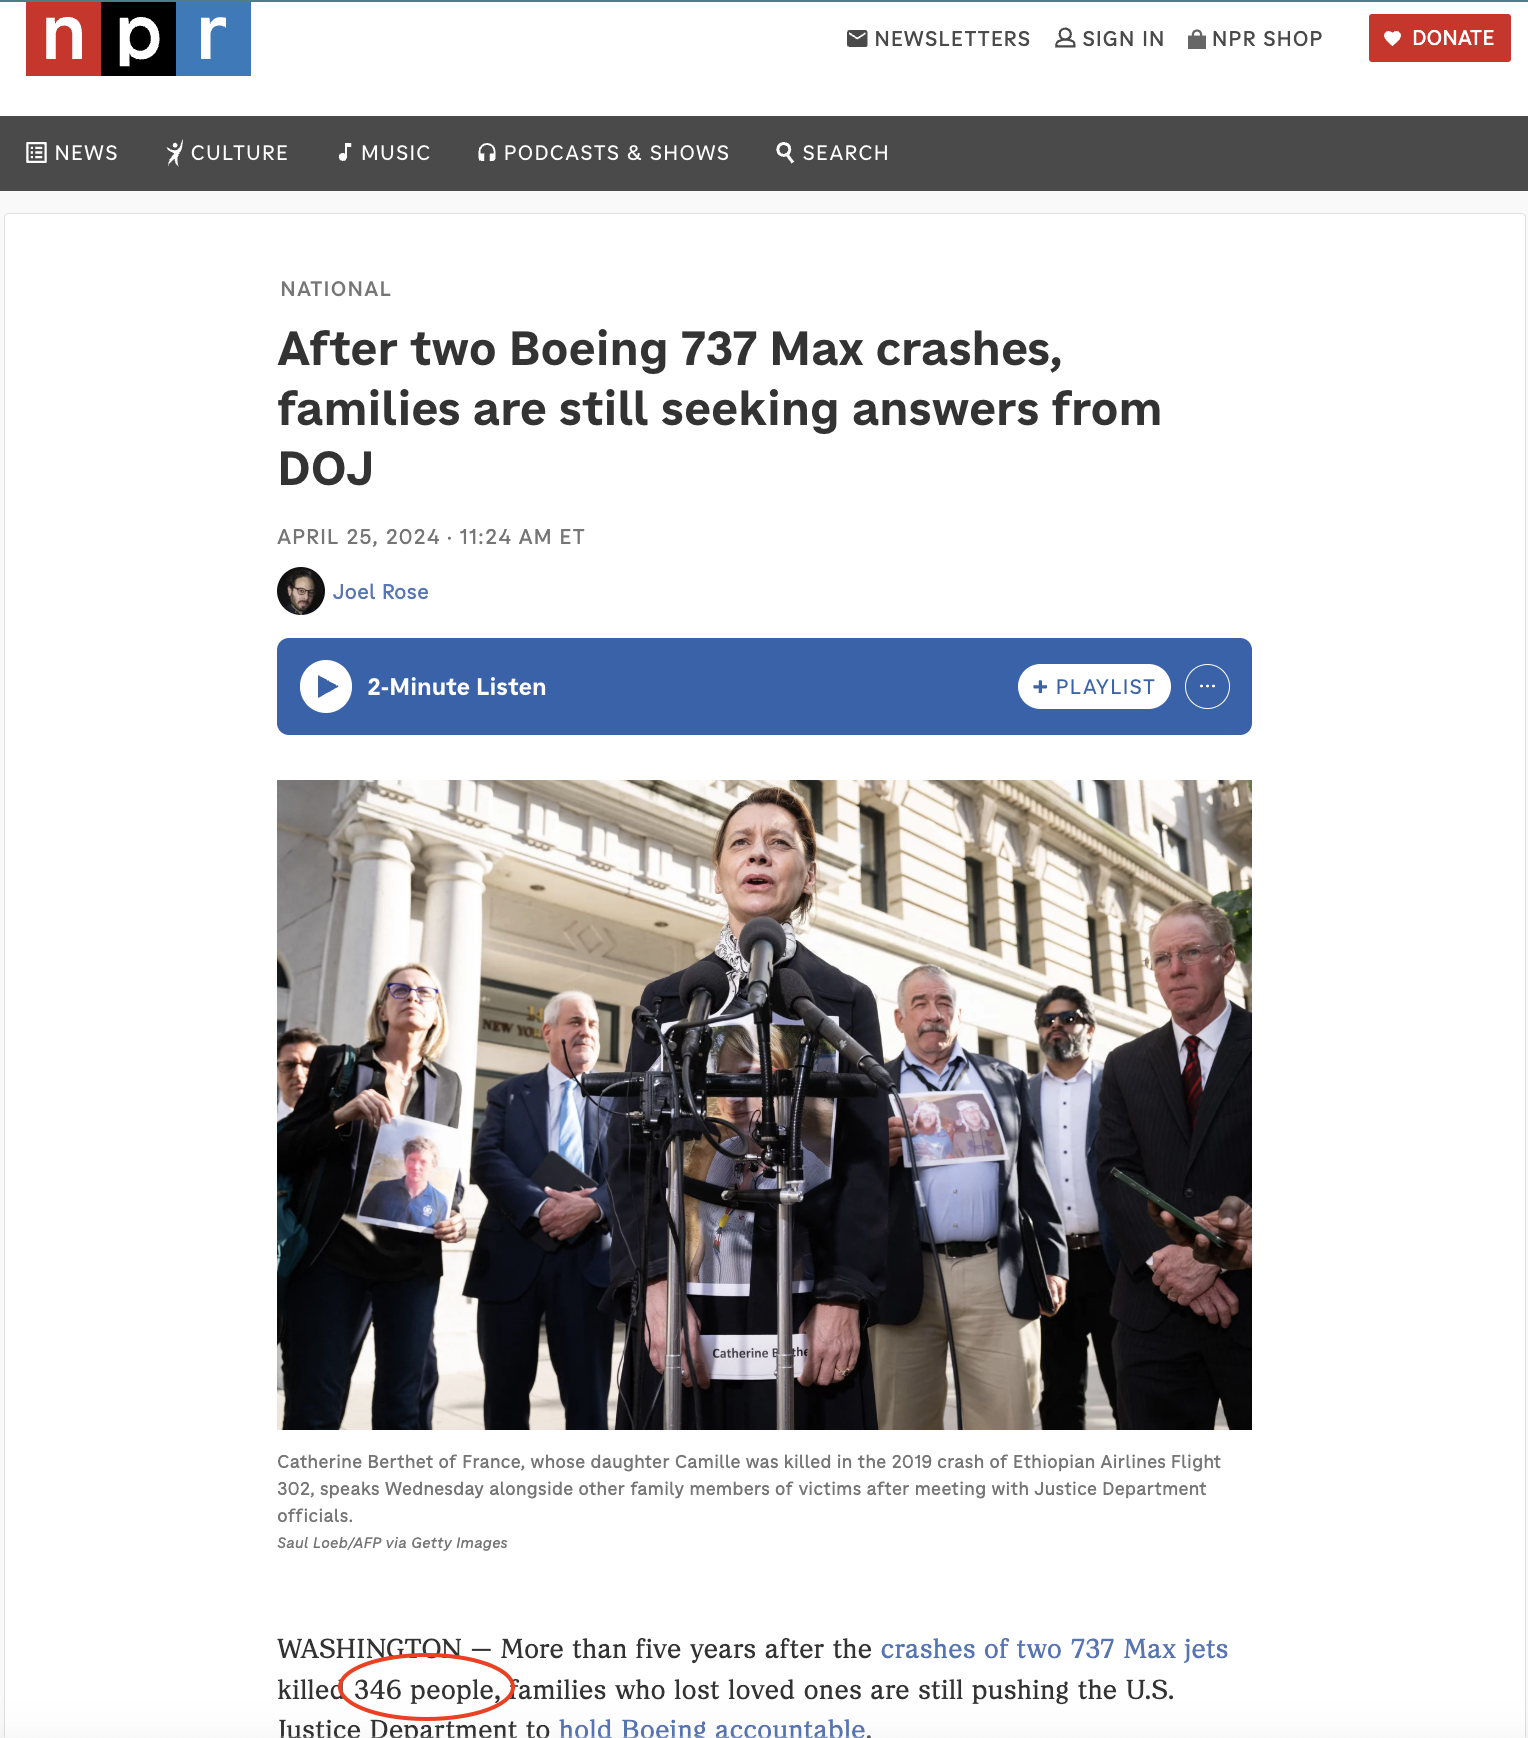 npr
NEWSLETTERS
SIGN IN
NPR SHOP
DONATE
NEWS
CULTURE
MUSIC
PODCASTS & SHOWS
SEARCH
NATIONAL
After two Boeing 737 Max crashes,
families are still seeking answers from
DOJ
APRIL 25, 2024 · 11:24 AM ET
Joel Rose
2-Minute Listen
+ PLAYLIST
NEW YO
Catherine B the
Catherine Berthet of France, whose daughter Camille was killed in the 2019 crash of Ethiopian Airlines Flight
302, speaks Wednesday alongside other family members of victims after meeting with Justice Department
officials.
Saul Loeb/AFP via Getty Images
WASHINGTON — More than five years after the crashes of two 737 Max jets
killed 346 people, families who lost loved ones are still pushing the U.S.
Justice Department to hold Boeing accountable.